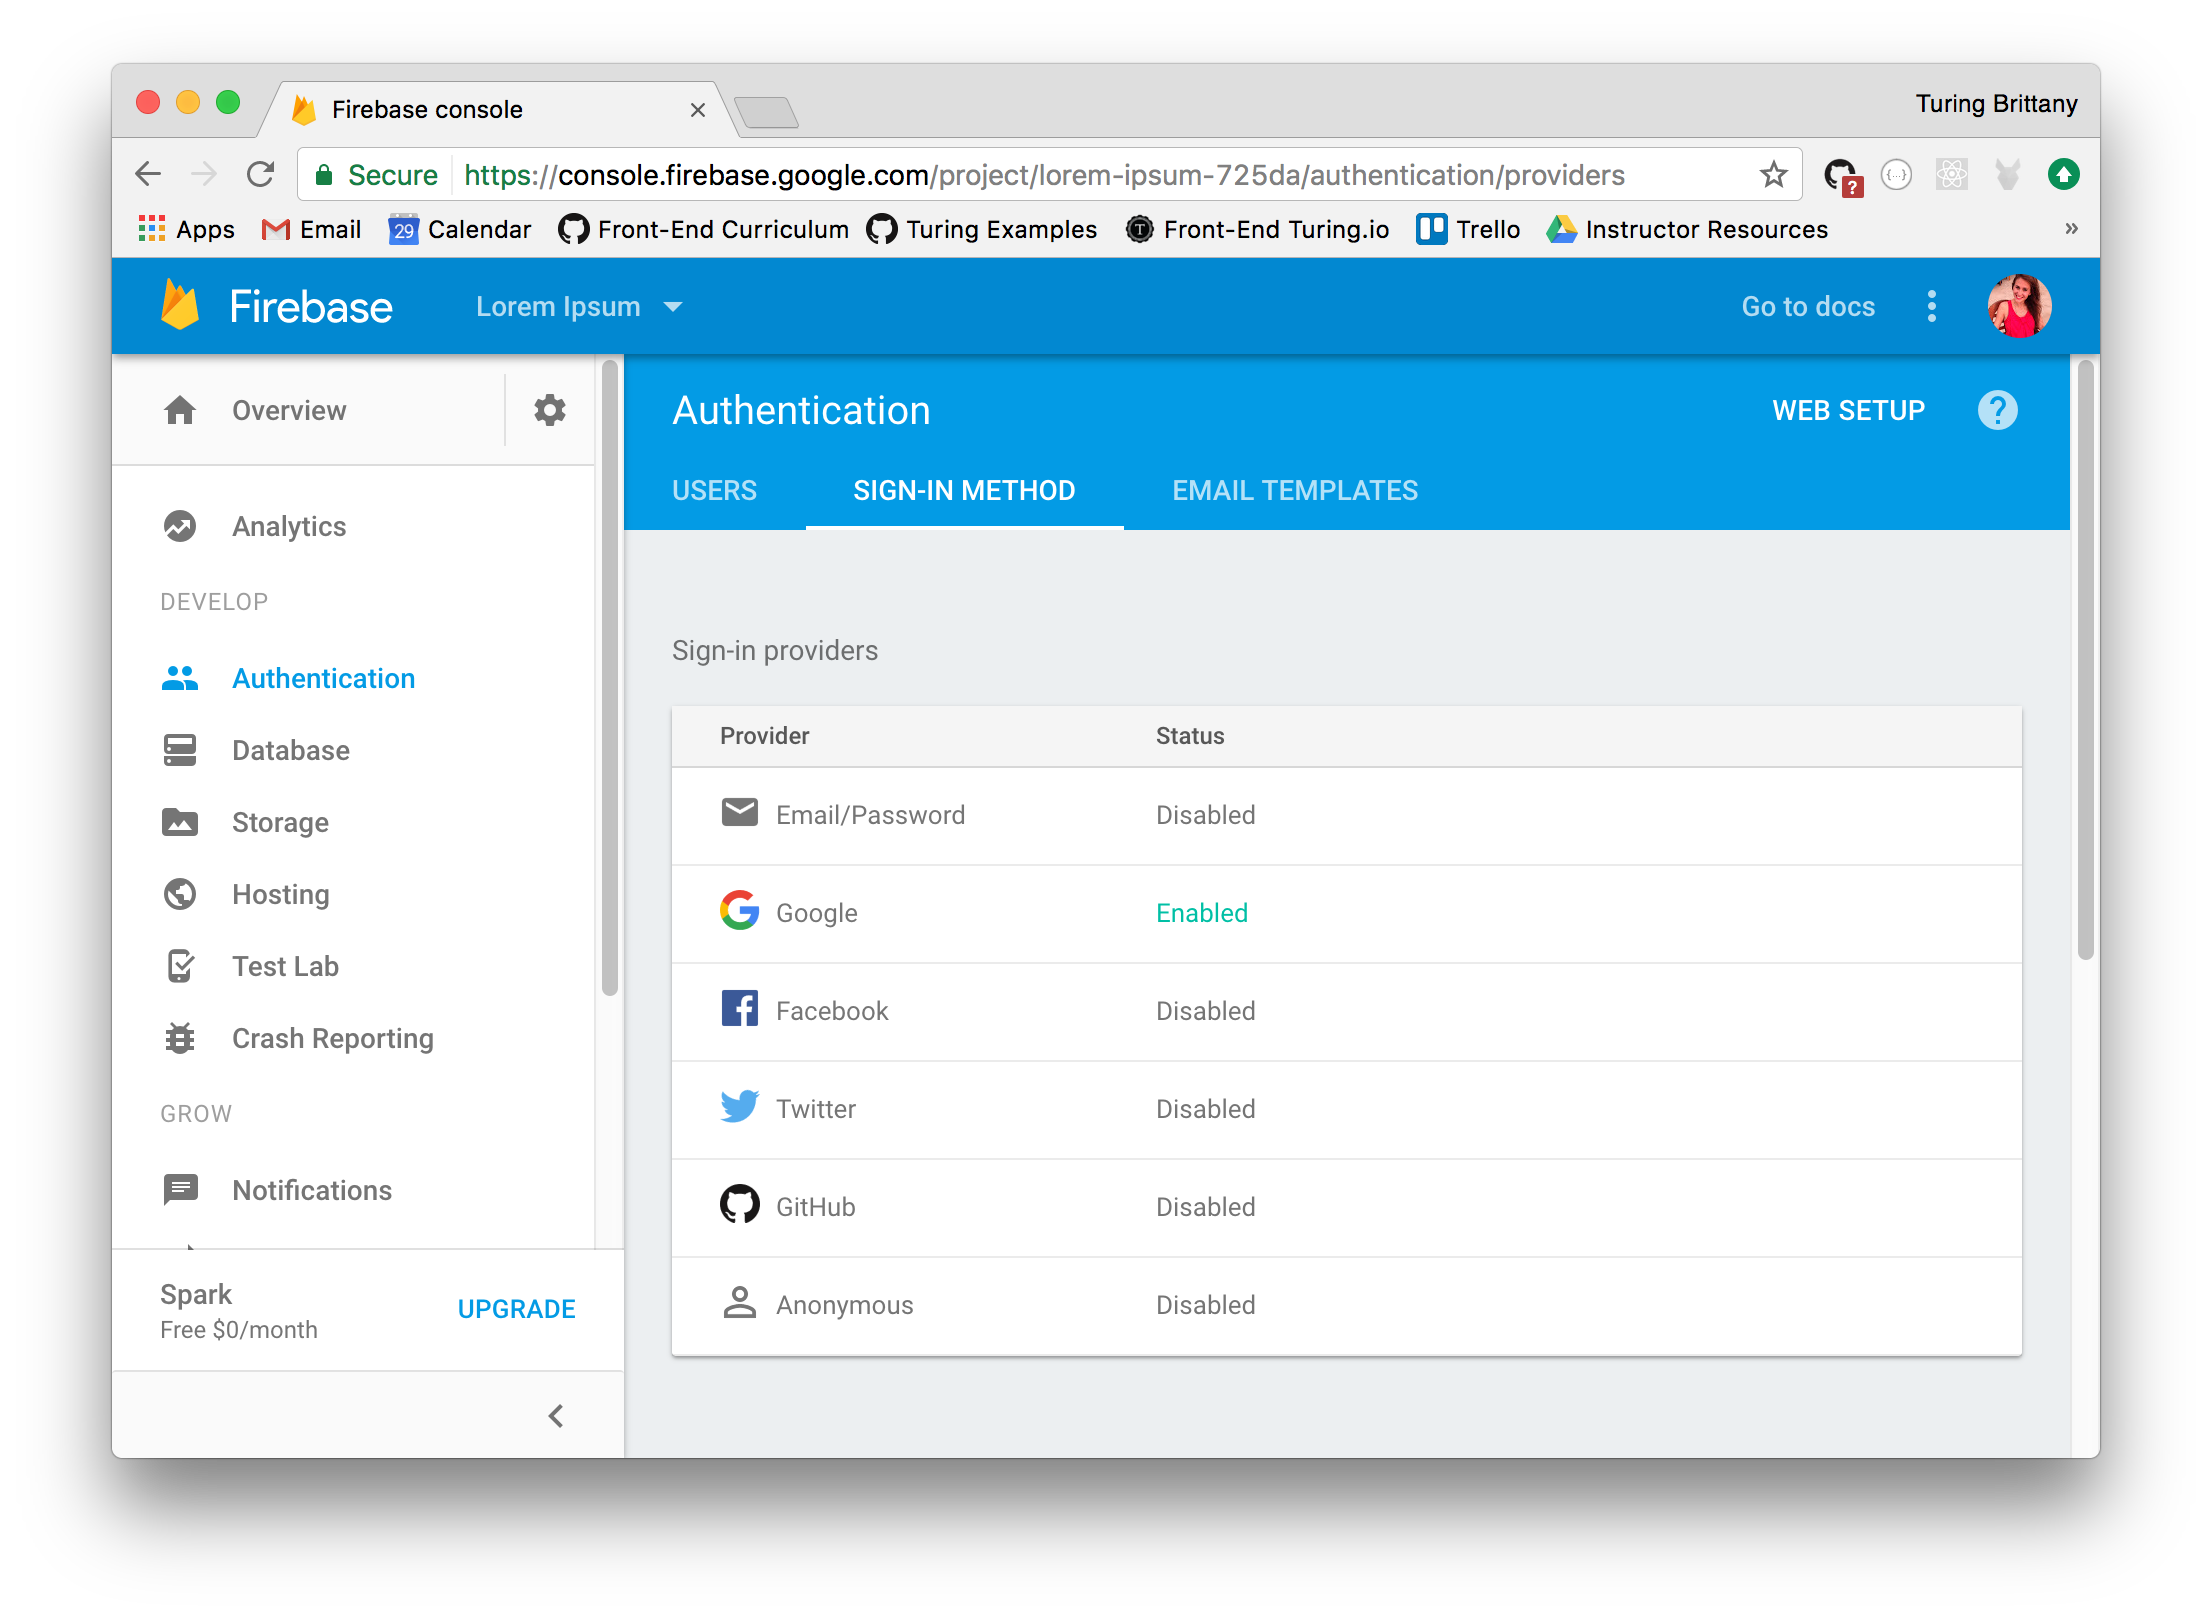 Firebase console
Turing Brittany
Secure https://console.firebase.google.com/project/lorem-ipsum-725da/authentication/providers
Apps Email 29 Calendar Front-End Curriculum Turing Examples Front-End Turing.io Trello Instructor Resources »
Firebase Lorem Ipsum Go to docs
Overview
Analytics
DEVELOP
Authentication
Database
Storage
Hosting
Test Lab
Crash Reporting
GROW
Notifications
Spark
Free $0/month
UPGRADE
Authentication
WEB SETUP ?
USERS SIGN-IN METHOD EMAIL TEMPLATES
Sign-in providers
Provider Status
Email/Password Disabled
Google Enabled
Facebook Disabled
Twitter Disabled
GitHub Disabled
Anonymous Disabled